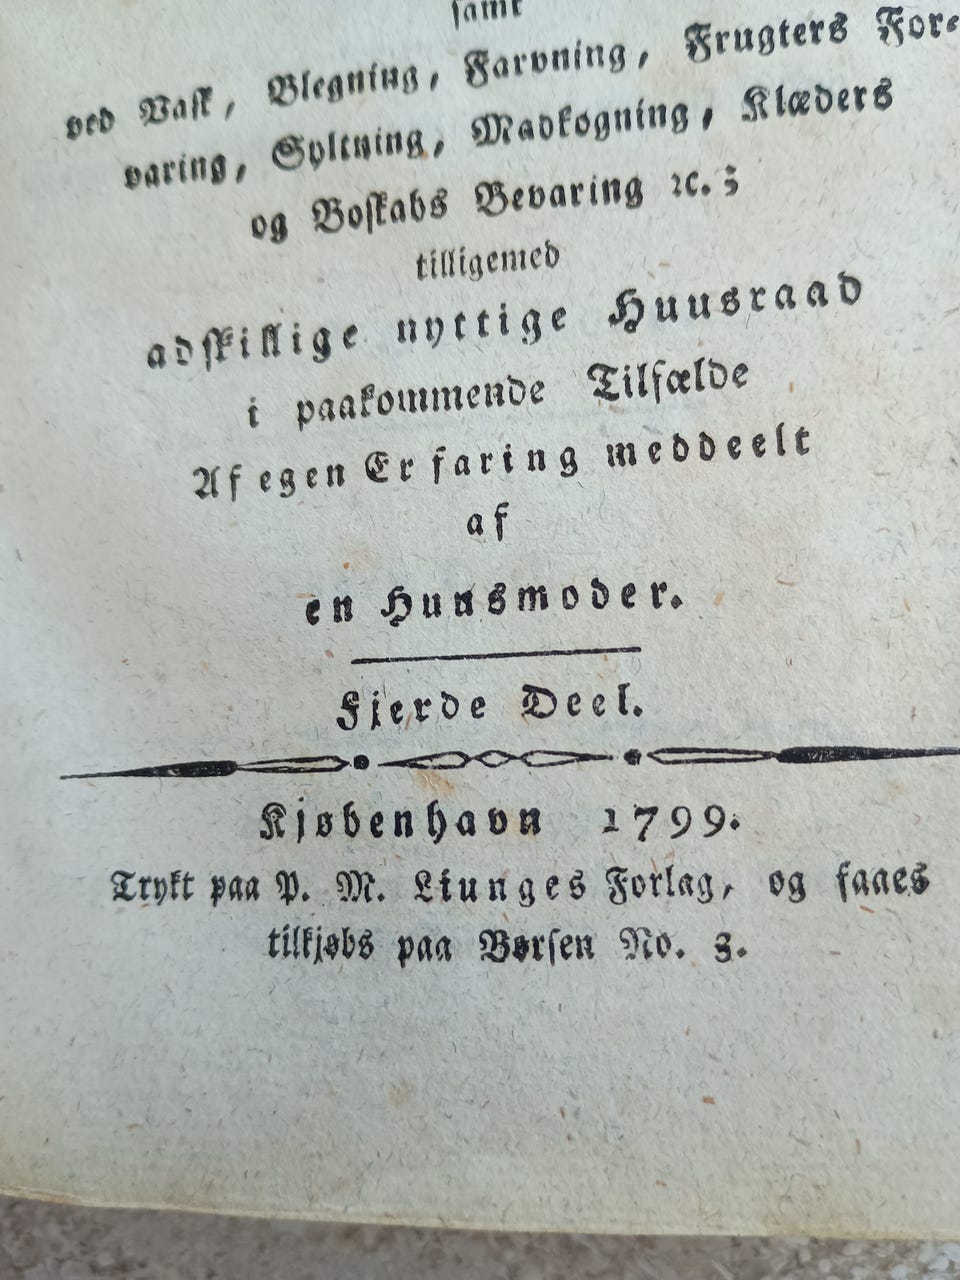 samt
ved Vask, Blegning, Farvning, Frugters For-
varing, Syltning, Madkogning, Klæders
og Boskabs Bevaring ꝛc.;
tilligemed
adskillige nyttige Huusraad
i paakommende Tilfælde
Af egen Erfaring meddeelt
af
en Huusmoder.
Fjerde Deel.
Kjøbenhavn 1799.
Trykt paa P. M. Liunges Forlag, og faaes
tilkjøbs paa Børsen No. 3.